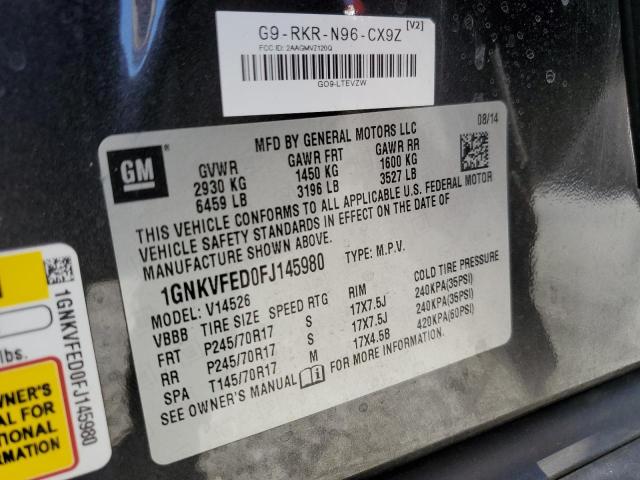 G9-RKR-N96-CX9Z [V2]
FCC ID: 2AAGMVZ120Q
GO9-LTEVZW
MFD BY GENERAL MOTORS LLC 08/14
GM
GVWR GAWR FRT GAWR RR
2930 KG 1450 KG 1600 KG
6459 LB 3196 LB 3527 LB
THIS VEHICLE CONFORMS TO ALL APPLICABLE U.S. FEDERAL MOTOR
VEHICLE SAFETY STANDARDS IN EFFECT ON THE DATE OF
MANUFACTURE SHOWN ABOVE.
1GNKVFED0FJ145980 TYPE: M.P.V.
MODEL: V14526
VBBB TIRE SIZE SPEED RTG RIM COLD TIRE PRESSURE
FRT P245/70R17 S 17X7.5J 240KPA(35PSI)
RR P245/70R17 S 17X7.5J 240KPA(35PSI)
SPA T145/70R17 M 17X4.5B 420KPA(60PSI)
SEE OWNER'S MANUAL FOR MORE INFORMATION.
1GNKVFED0FJ145980
lbs.
OWNER'S
AL FOR
TIONAL
RMATION